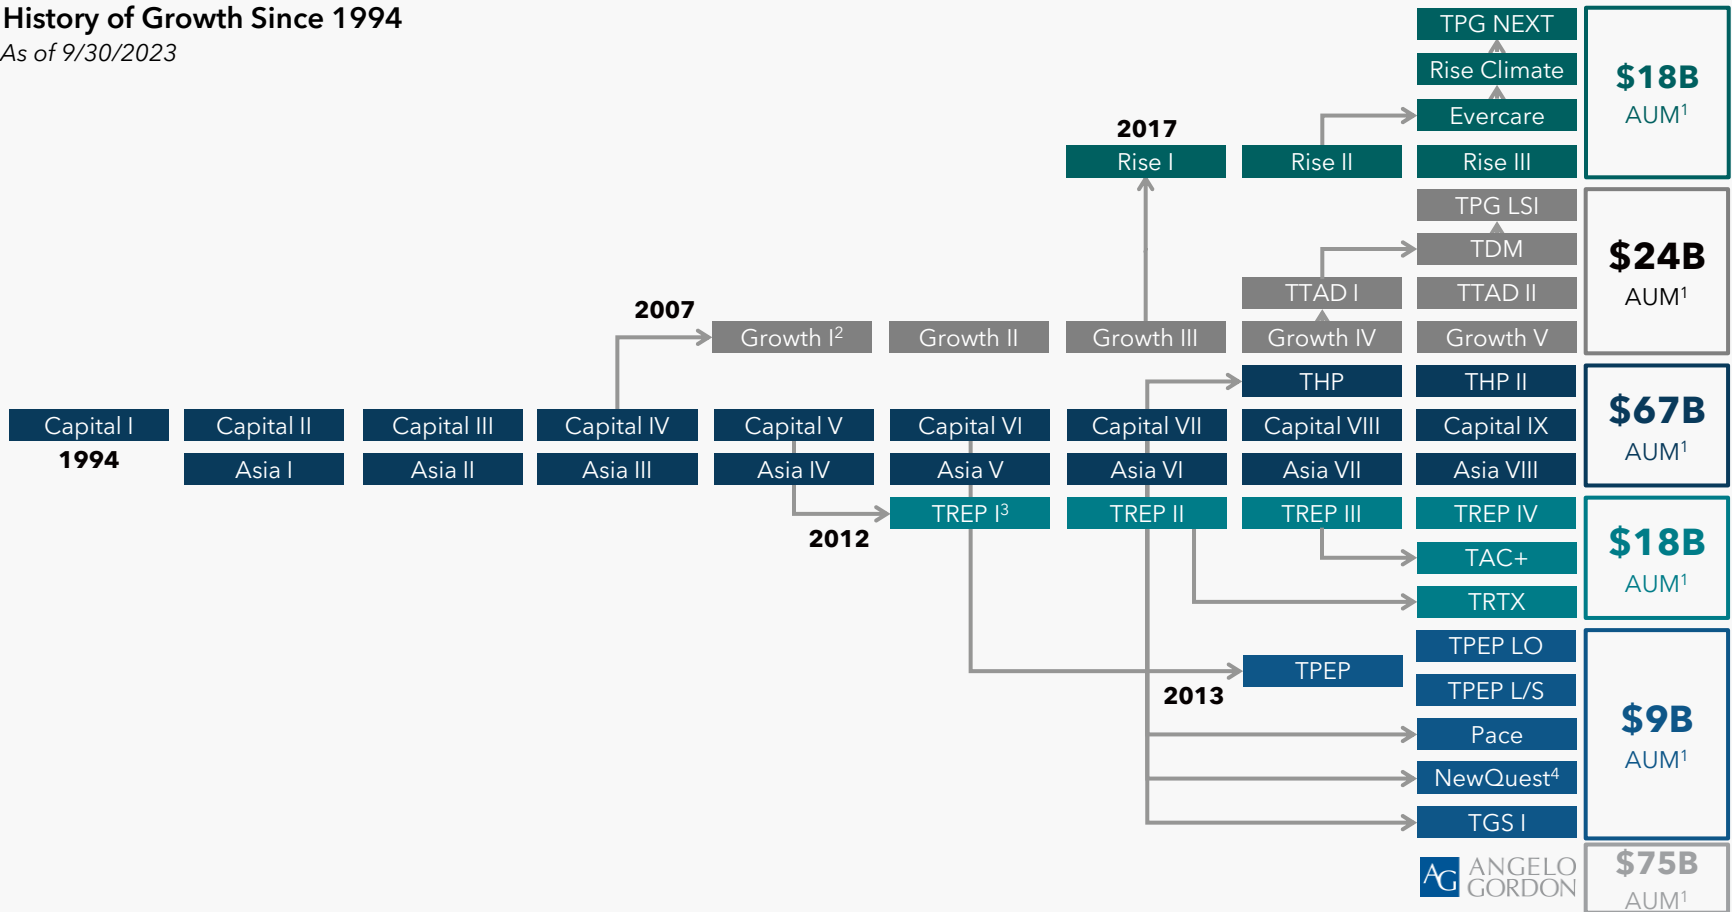 History of Growth Since 1994
As of 9/30/2023
TPG NEXT
Rise Climate
Evercare
$18B
AUM¹
2017
Rise I
Rise II
Rise III
TPG LSI
TDM
TTAD I
TTAD II
$24B
AUM¹
2007
Growth I²
Growth II
Growth III
Growth IV
Growth V
THP
THP II
Capital I
Capital II
Capital III
Capital IV
Capital V
Capital VI
Capital VII
Capital VIII
Capital IX
1994
Asia I
Asia II
Asia III
Asia IV
Asia V
Asia VI
Asia VII
Asia VIII
$67B
AUM¹
2012
TREP I³
TREP II
TREP III
TREP IV
TAC+
TRTX
$18B
AUM¹
2013
TPEP
TPEP LO
TPEP L/S
Pace
NewQuest⁴
TGS I
$9B
AUM¹
AG
ANGELO
GORDON
$75B
AUM¹